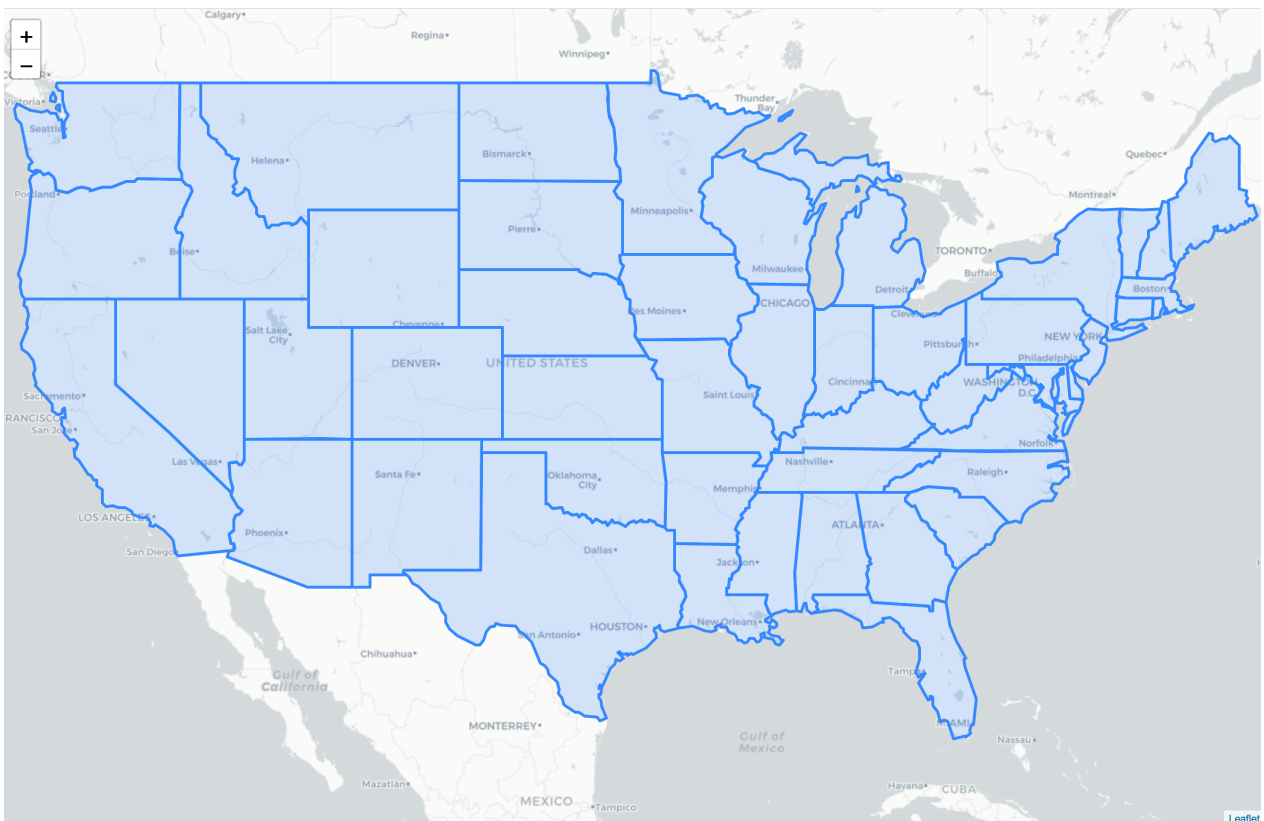 Calgary
+
Regina
Winnipeg
−
Victoria
Thunder
Bay
Seattle
Quebec
Helena
Bismarck
Portland
Montreal
Minneapolis
Pierre
Boise
TORONTO
Milwaukee
Buffalo
Detroit
Boston
CHICAGO
Des Moines
Cheyenne
Salt Lake
City
NEW YORK
Pittsburgh
Philadelphia
DENVER
UNITED STATES
WASHINGTON
D.C.
Sacramento
Saint Louis
FRANCISCO
San Jose
Norfolk
Las Vegas
Nashville
Santa Fe
Oklahoma
City
Raleigh
Memphis
LOS ANGELES
ATLANTA
Phoenix
San Diego
Dallas
Jackson
New Orleans
HOUSTON
San Antonio
Chihuahua
Tampa
Gulf of
California
MIAMI
MONTERREY
Gulf of
Mexico
Nassau
Mazatlán
Havana
CUBA
MEXICO
Tampico
Leaflet